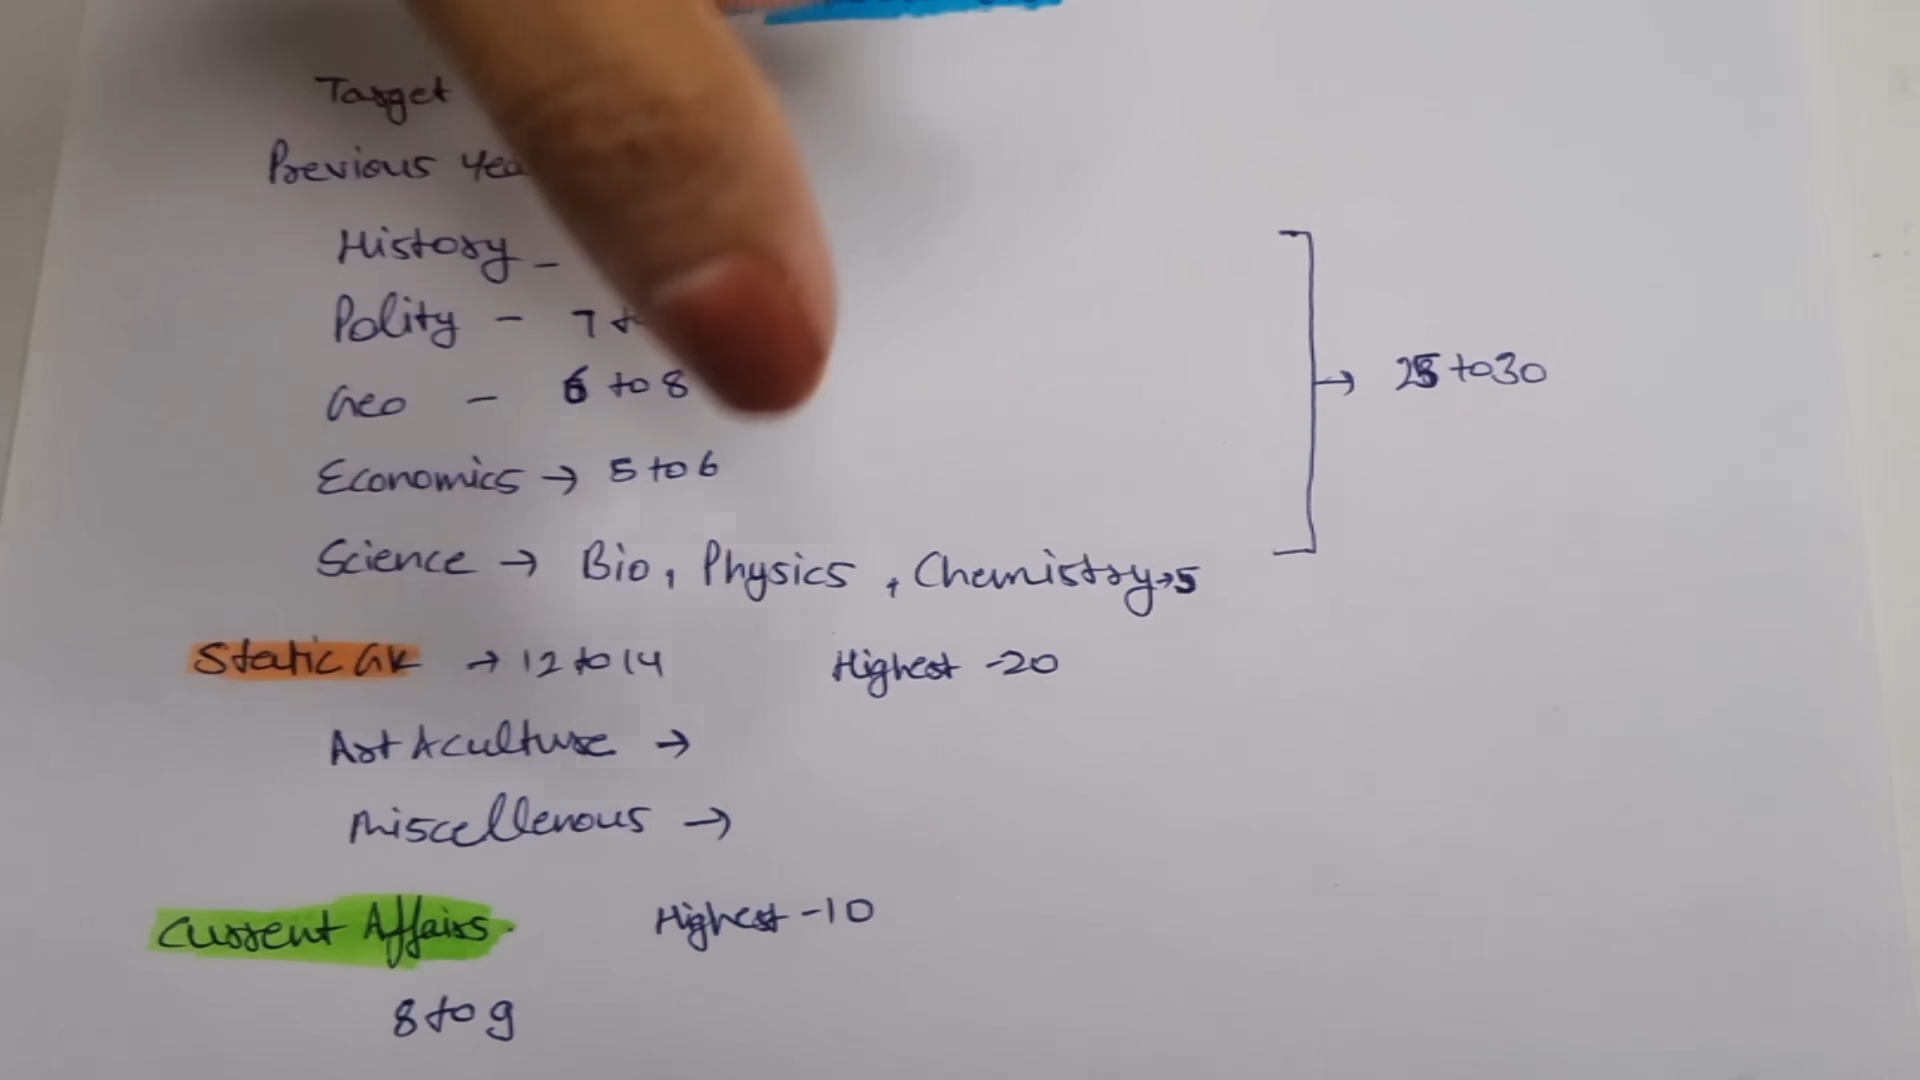 Target
Previous Yea
History -
Polity - 7 to
Geo - 6 to 8
25 to 30
Economics → 5 to 6
Science → Bio, Physics, Chemistry → 5
Static GK → 12 to 14 Highest - 20
Art & culture →
Miscellenous →
Current Affairs. Highest - 10
8 to 9